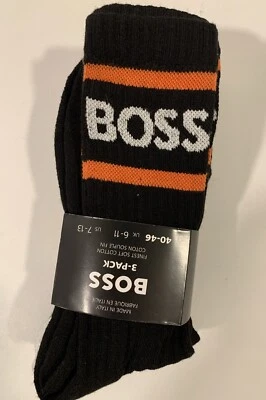 BOSS
MADE IN ITALY
FABRIQUÉ EN ITALIE
BOSS
3-PACK
FINEST SOFT COTTON
COTON SOUPLE FIN
40-46 UK: 6-11 US: 7-13